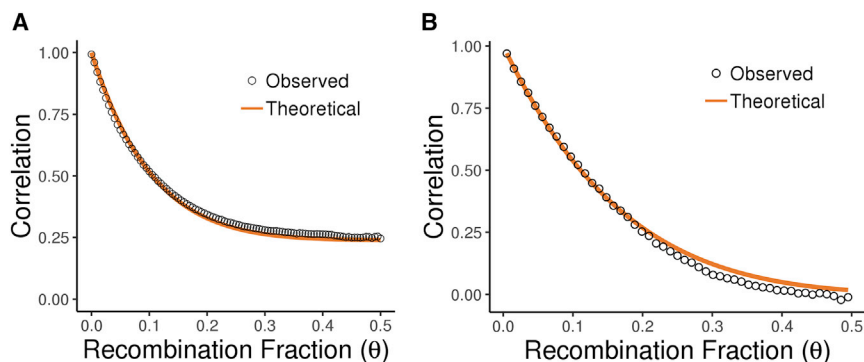 A
1.00
0.75
0.50
0.25
0.00
Correlation
Observed
Theoretical
0.0 0.1 0.2 0.3 0.4 0.5
Recombination Fraction (θ)
B
1.00
0.75
0.50
0.25
0.00
Correlation
Observed
Theoretical
0.0 0.1 0.2 0.3 0.4 0.5
Recombination Fraction (θ)